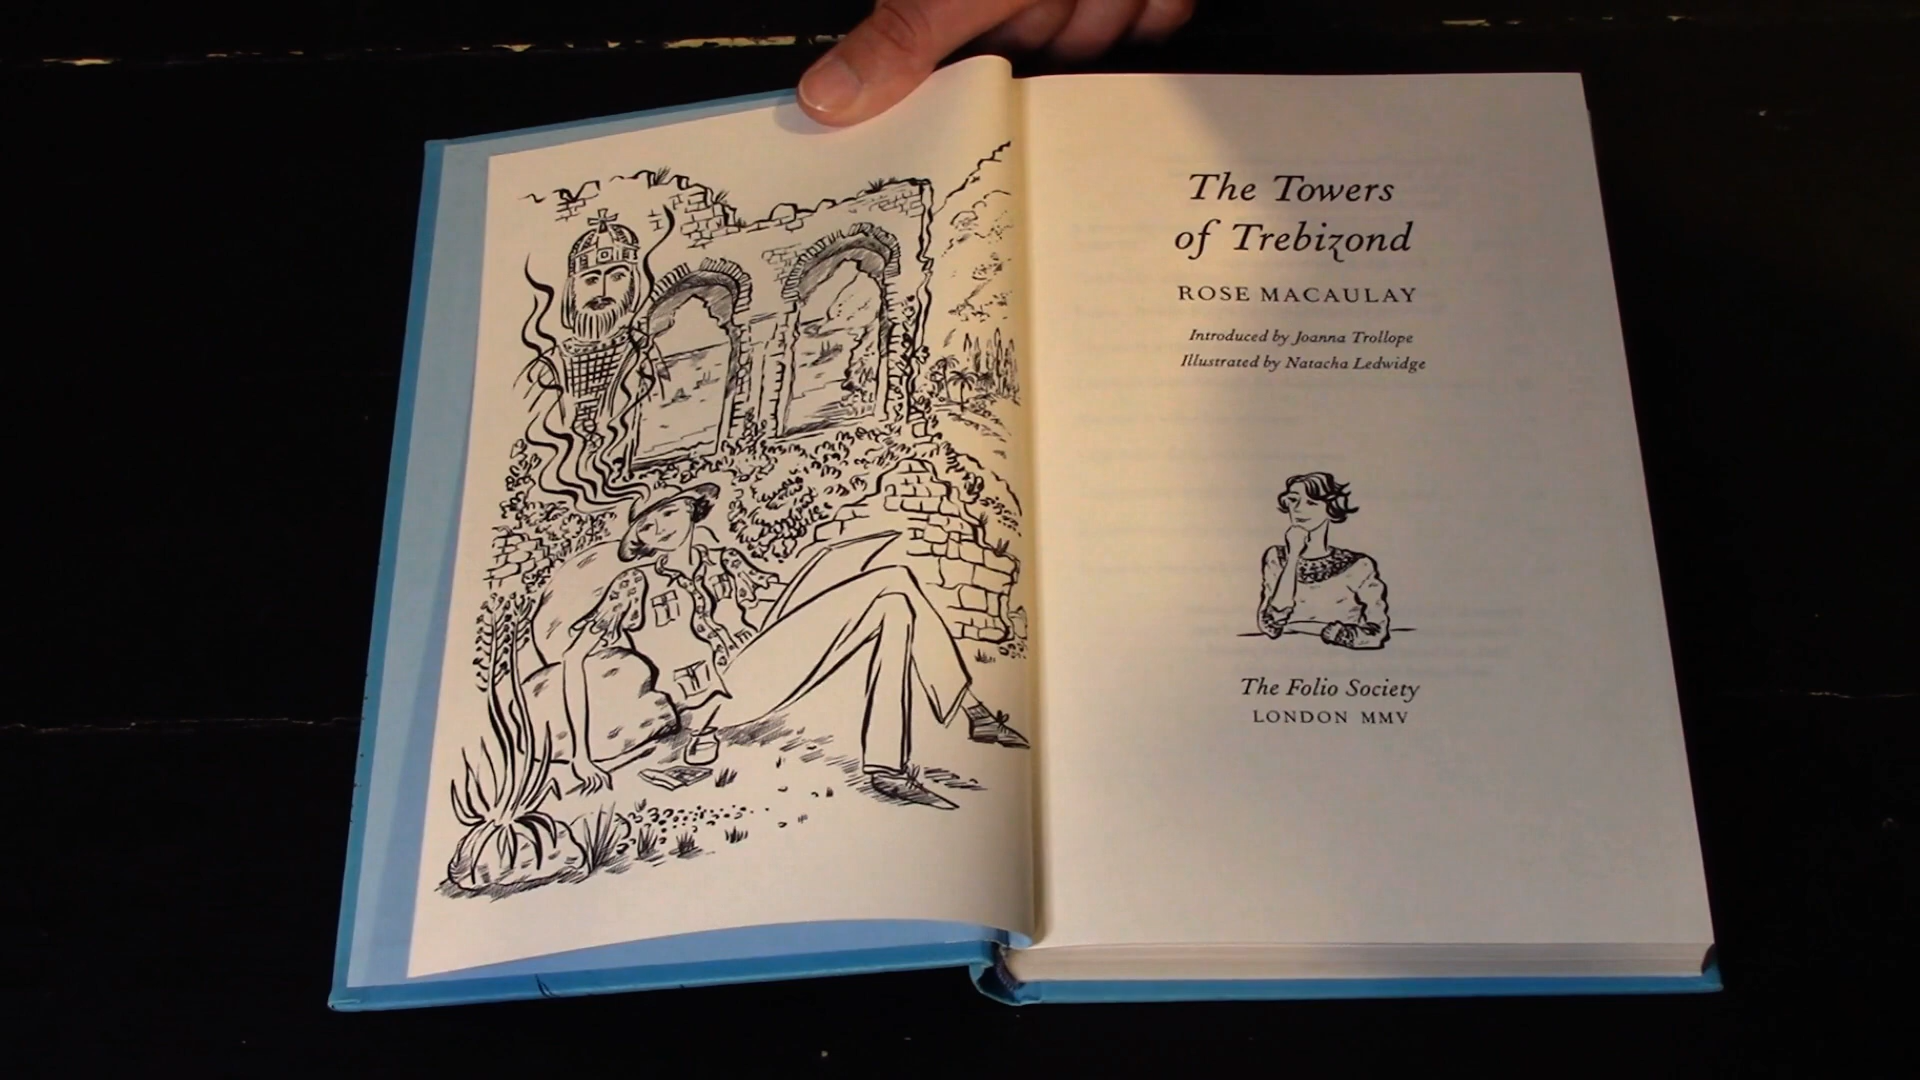 The Towers
of Trebizond
ROSE MACAULAY
Introduced by Joanna Trollope
Illustrated by Natacha Ledwidge
The Folio Society
LONDON MMV